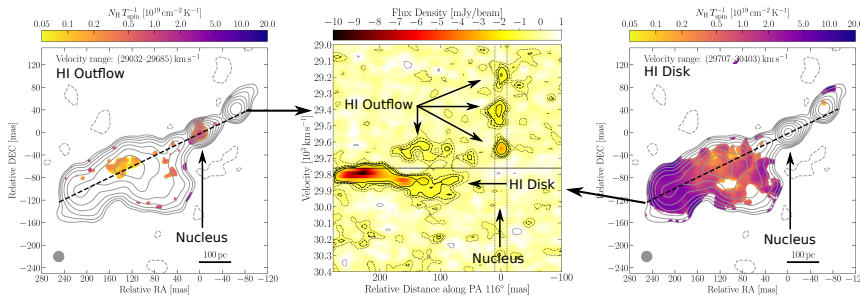 N_H T_spin^-1 [10^19 cm^-2 K^-1]
0.05 0.1 0.2 0.5 1.0 2.0 5.0 10.0 20.0
Velocity range: (29032–29685) km s^-1
HI Outflow
Nucleus
100 pc
Relative DEC [mas]
80
40
0
−40
−80
−120
−160
−200
−240
280 240 200 160 120 80 40 0 −40 −80 −120
Relative RA [mas]
Flux Density [mJy/beam]
−10 −9 −8 −7 −6 −5 −4 −3 −2 −1 0 1
Velocity [10³ km s^-1]
29.0
29.1
29.2
29.3
29.4
29.5
29.6
29.7
29.8
29.9
30.0
30.1
30.2
30.3
30.4
HI Outflow
HI Disk
Nucleus
200 100 0 −100
Relative Distance along PA 116° [mas]
N_H T_spin^-1 [10^19 cm^-2 K^-1]
0.05 0.1 0.2 0.5 1.0 2.0 5.0 10.0 20.0
Velocity range: (29707–30403) km s^-1
HI Disk
Nucleus
100 pc
Relative DEC [mas]
80
40
0
−40
−80
−120
−160
−200
−240
280 240 200 160 120 80 40 0 −40 −80 −120
Relative RA [mas]